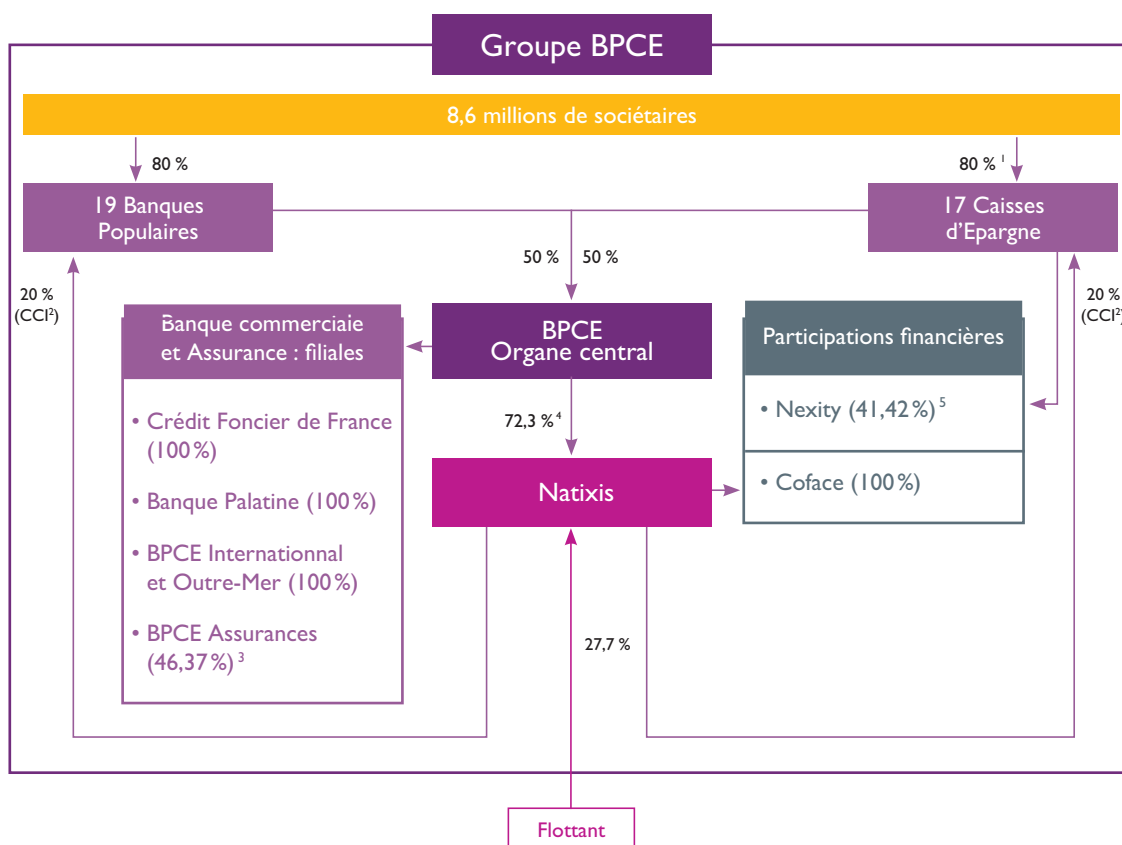 Groupe BPCE
8,6 millions de sociétaires
80 %
80 % 1
19 Banques
Populaires
17 Caisses
d'Epargne
50 %
50 %
20 %
(CCI2)
20 %
(CCI2)
Banque commerciaie
et Assurance : filiales
• Crédit Foncier de France
(100 %)
• Banque Palatine (100 %)
• BPCE Internationnal
et Outre-Mer (100 %)
• BPCE Assurances
(46,37 %) 3
BPCE
Organe central
72,3 % 4
Natixis
Participations financières
• Nexity (41,42 %) 5
• Coface (100 %)
27,7 %
Flottant